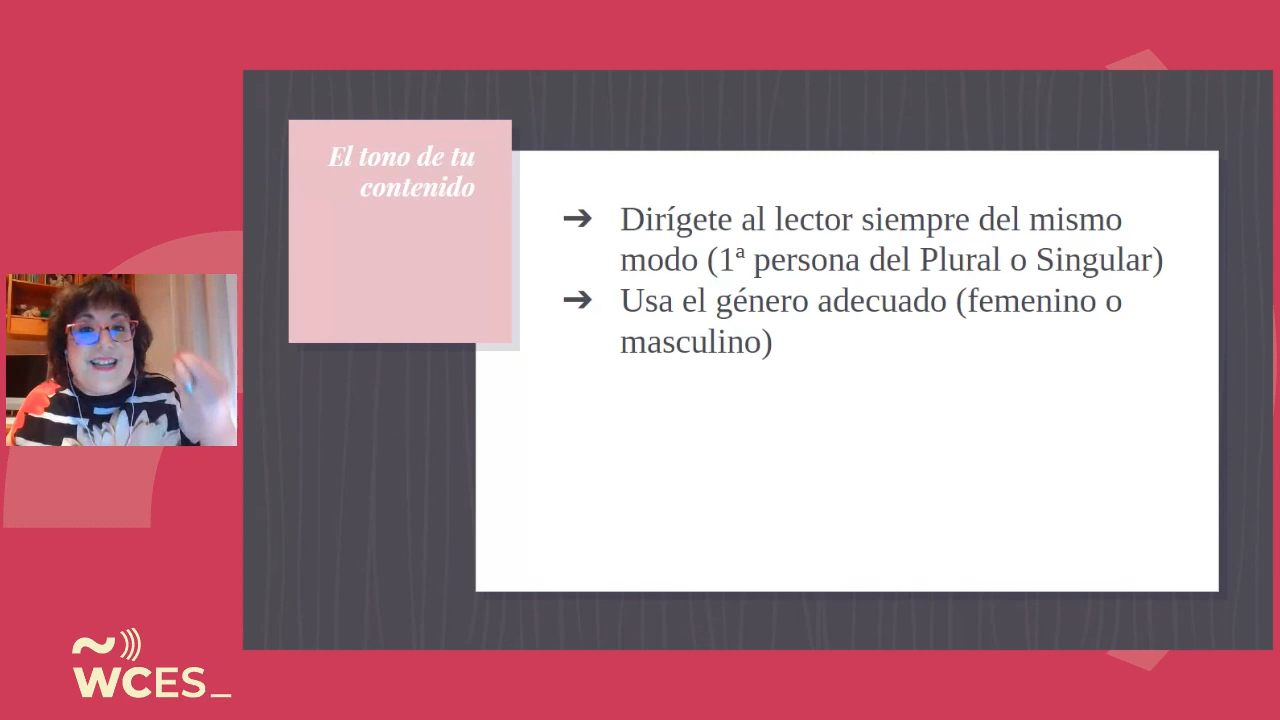 El tono de tu
contenido
➔ Dirígete al lector siempre del mismo
modo (1ª persona del Plural o Singular)
➔ Usa el género adecuado (femenino o
masculino)
WCES_